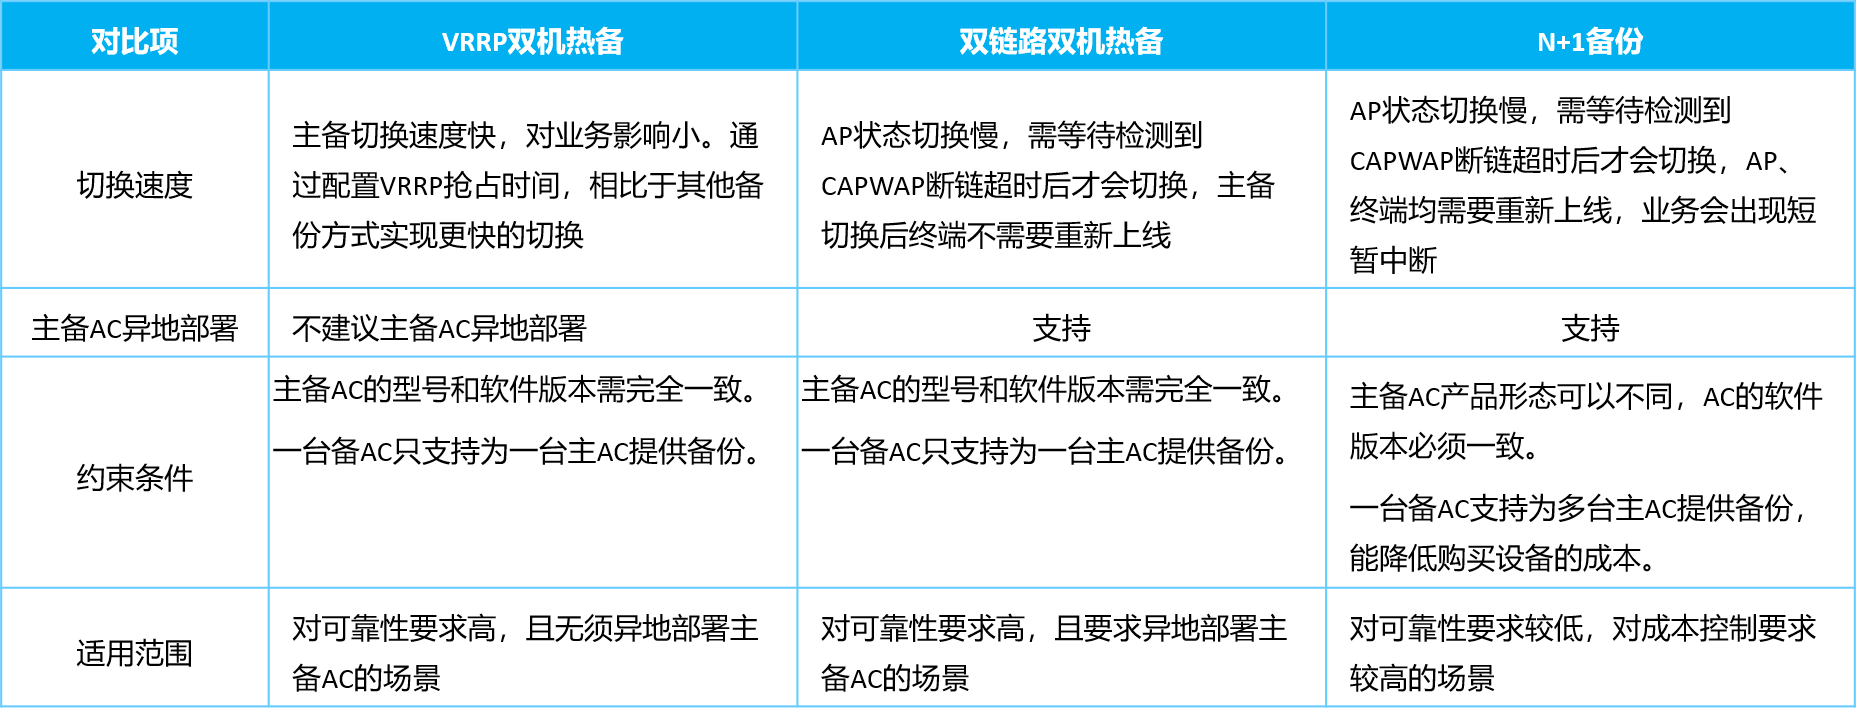 对比项
VRRP双机热备
双链路双机热备
N+1备份
切换速度
主备切换速度快，对业务影响小。通
过配置VRRP抢占时间，相比于其他备
份方式实现更快的切换
AP状态切换慢，需等待检测到
CAPWAP断链超时后才会切换，主备
切换后终端不需要重新上线
AP状态切换慢，需等待检测到
CAPWAP断链超时后才会切换，AP、
终端均需要重新上线，业务会出现短
暂中断
主备AC异地部署
不建议主备AC异地部署
支持
支持
约束条件
主备AC的型号和软件版本需完全一致。
一台备AC只支持为一台主AC提供备份。
主备AC的型号和软件版本需完全一致。
一台备AC只支持为一台主AC提供备份。
主备AC产品形态可以不同，AC的软件
版本必须一致。
一台备AC支持为多台主AC提供备份，
能降低购买设备的成本。
适用范围
对可靠性要求高，且无须异地部署主
备AC的场景
对可靠性要求高，且要求异地部署主
备AC的场景
对可靠性要求较低，对成本控制要求
较高的场景